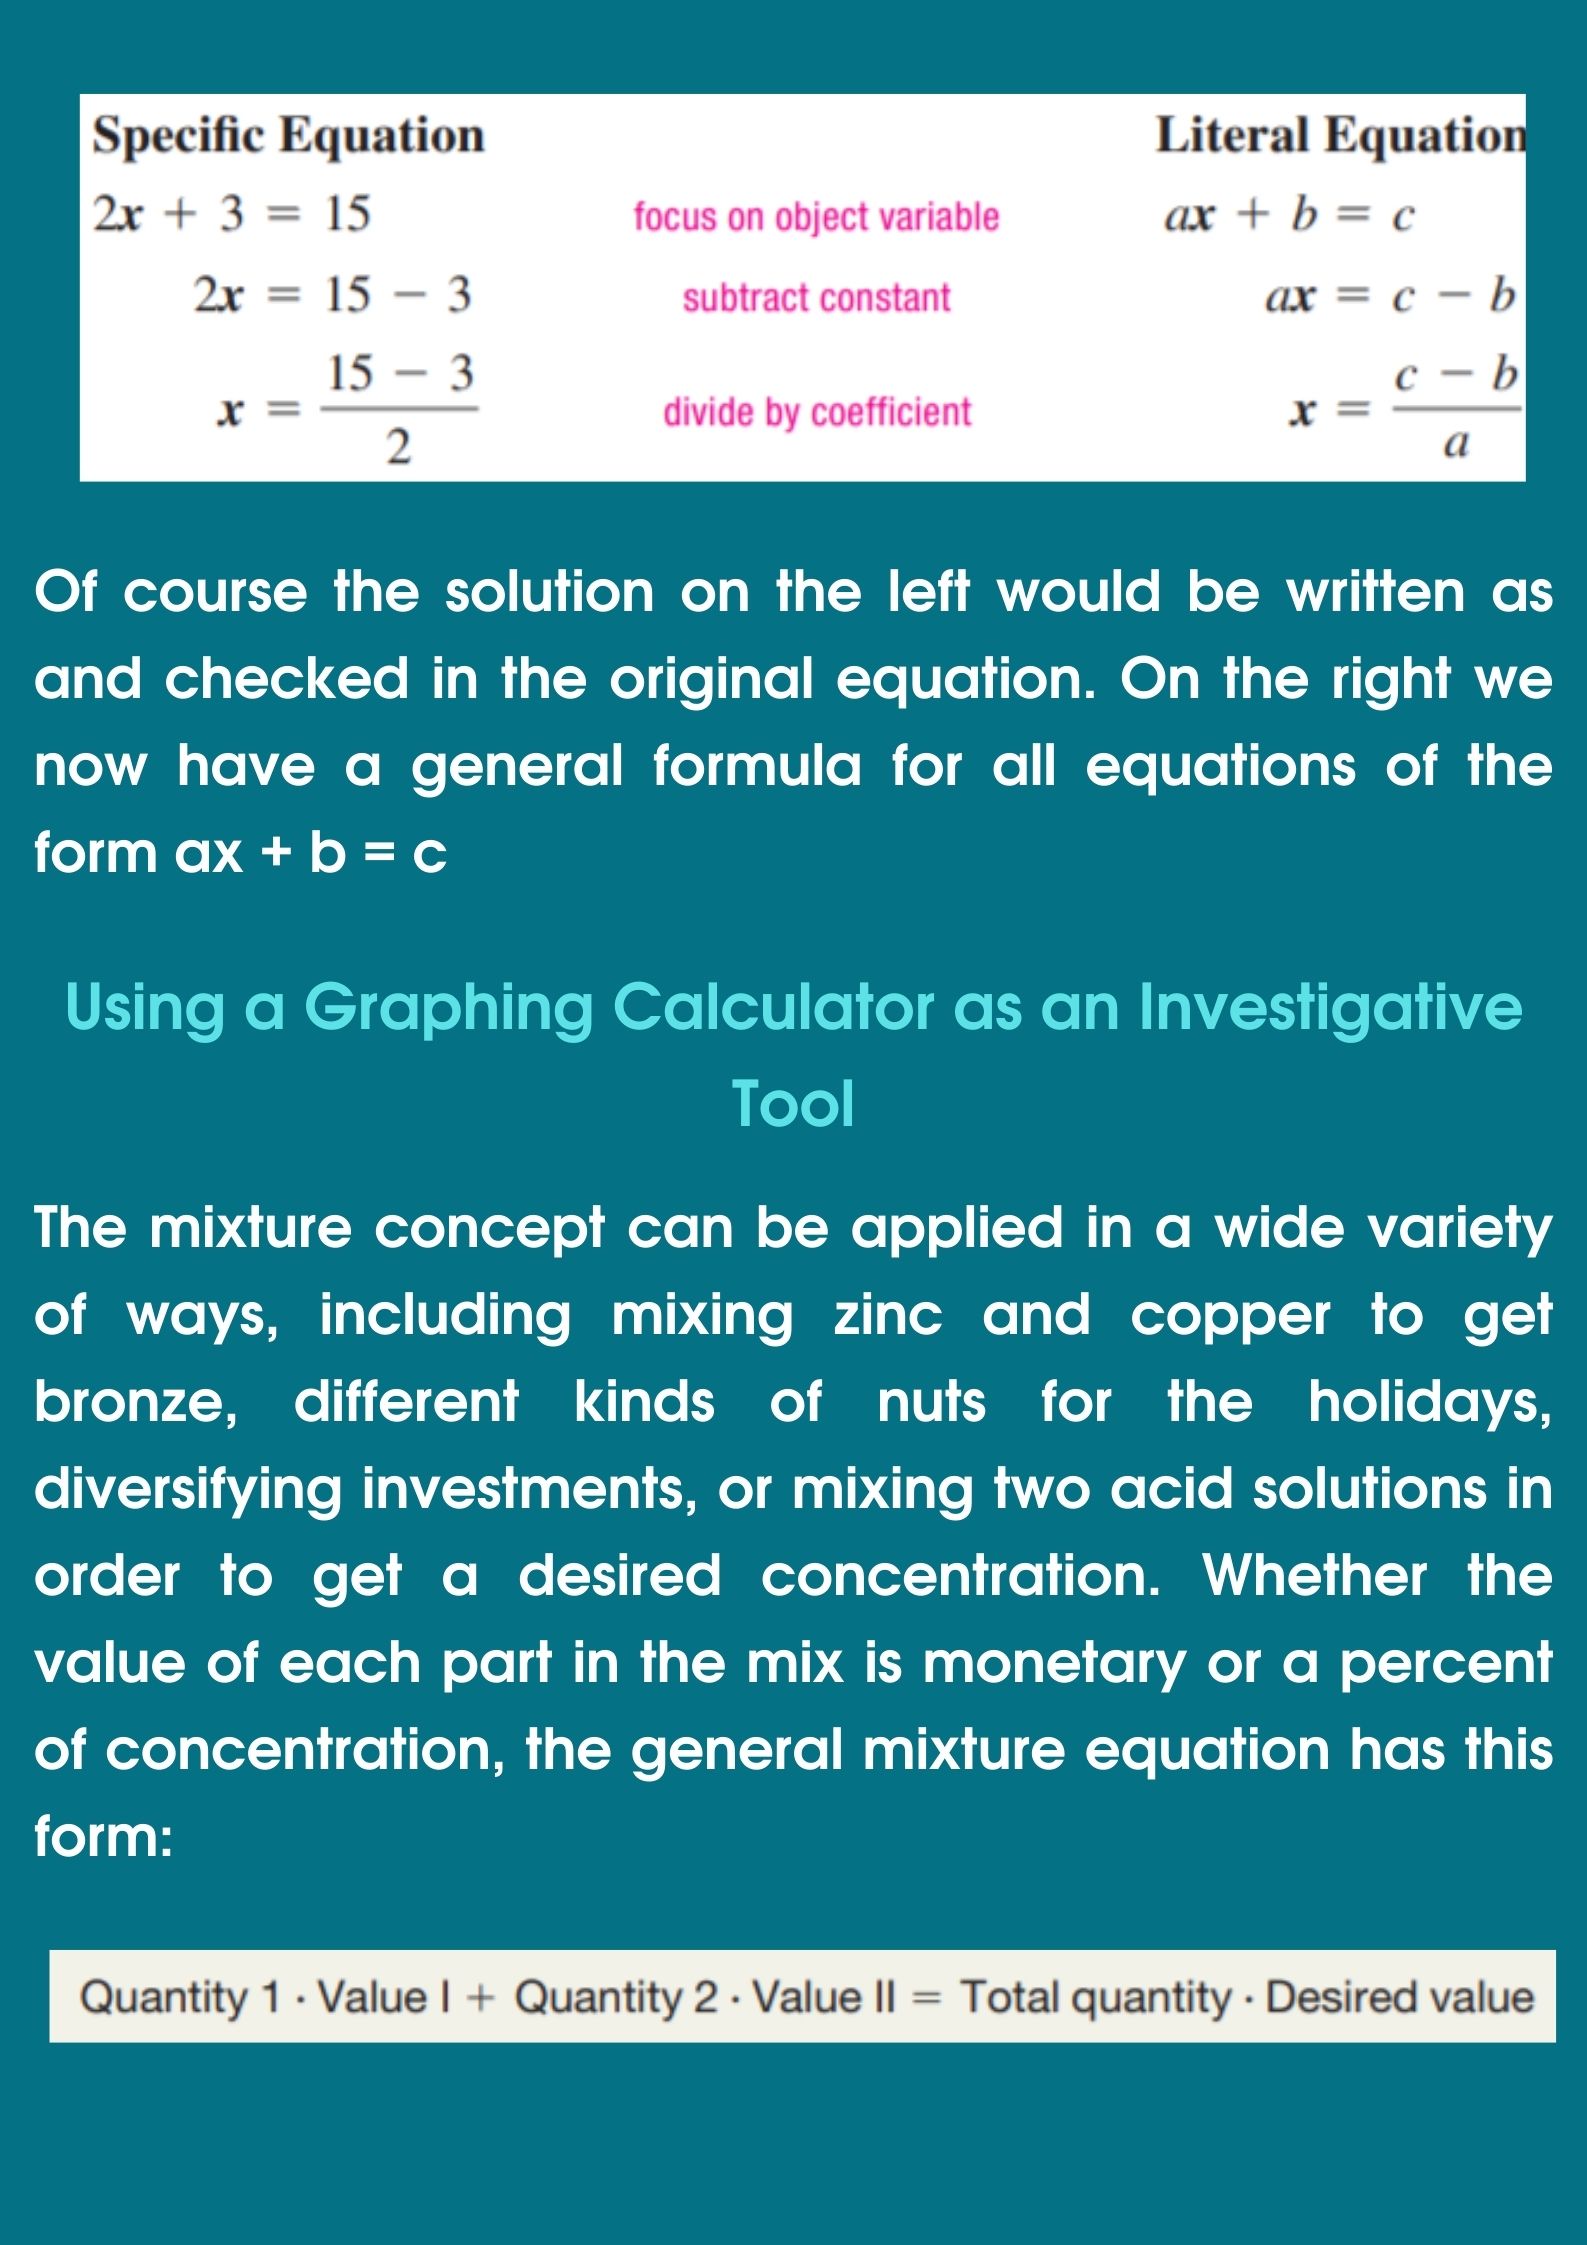 Specific Equation Literal Equation
2x + 3 = 15 focus on object variable ax + b = c
2x = 15 − 3 subtract constant ax = c − b
x = (15 − 3)/2 divide by coefficient x = (c − b)/a
Of course the solution on the left would be written as
and checked in the original equation. On the right we
now have a general formula for all equations of the
form ax + b = c
Using a Graphing Calculator as an Investigative
Tool
The mixture concept can be applied in a wide variety
of ways, including mixing zinc and copper to get
bronze, different kinds of nuts for the holidays,
diversifying investments, or mixing two acid solutions in
order to get a desired concentration. Whether the
value of each part in the mix is monetary or a percent
of concentration, the general mixture equation has this
form:
Quantity 1 · Value I + Quantity 2 · Value II = Total quantity · Desired value